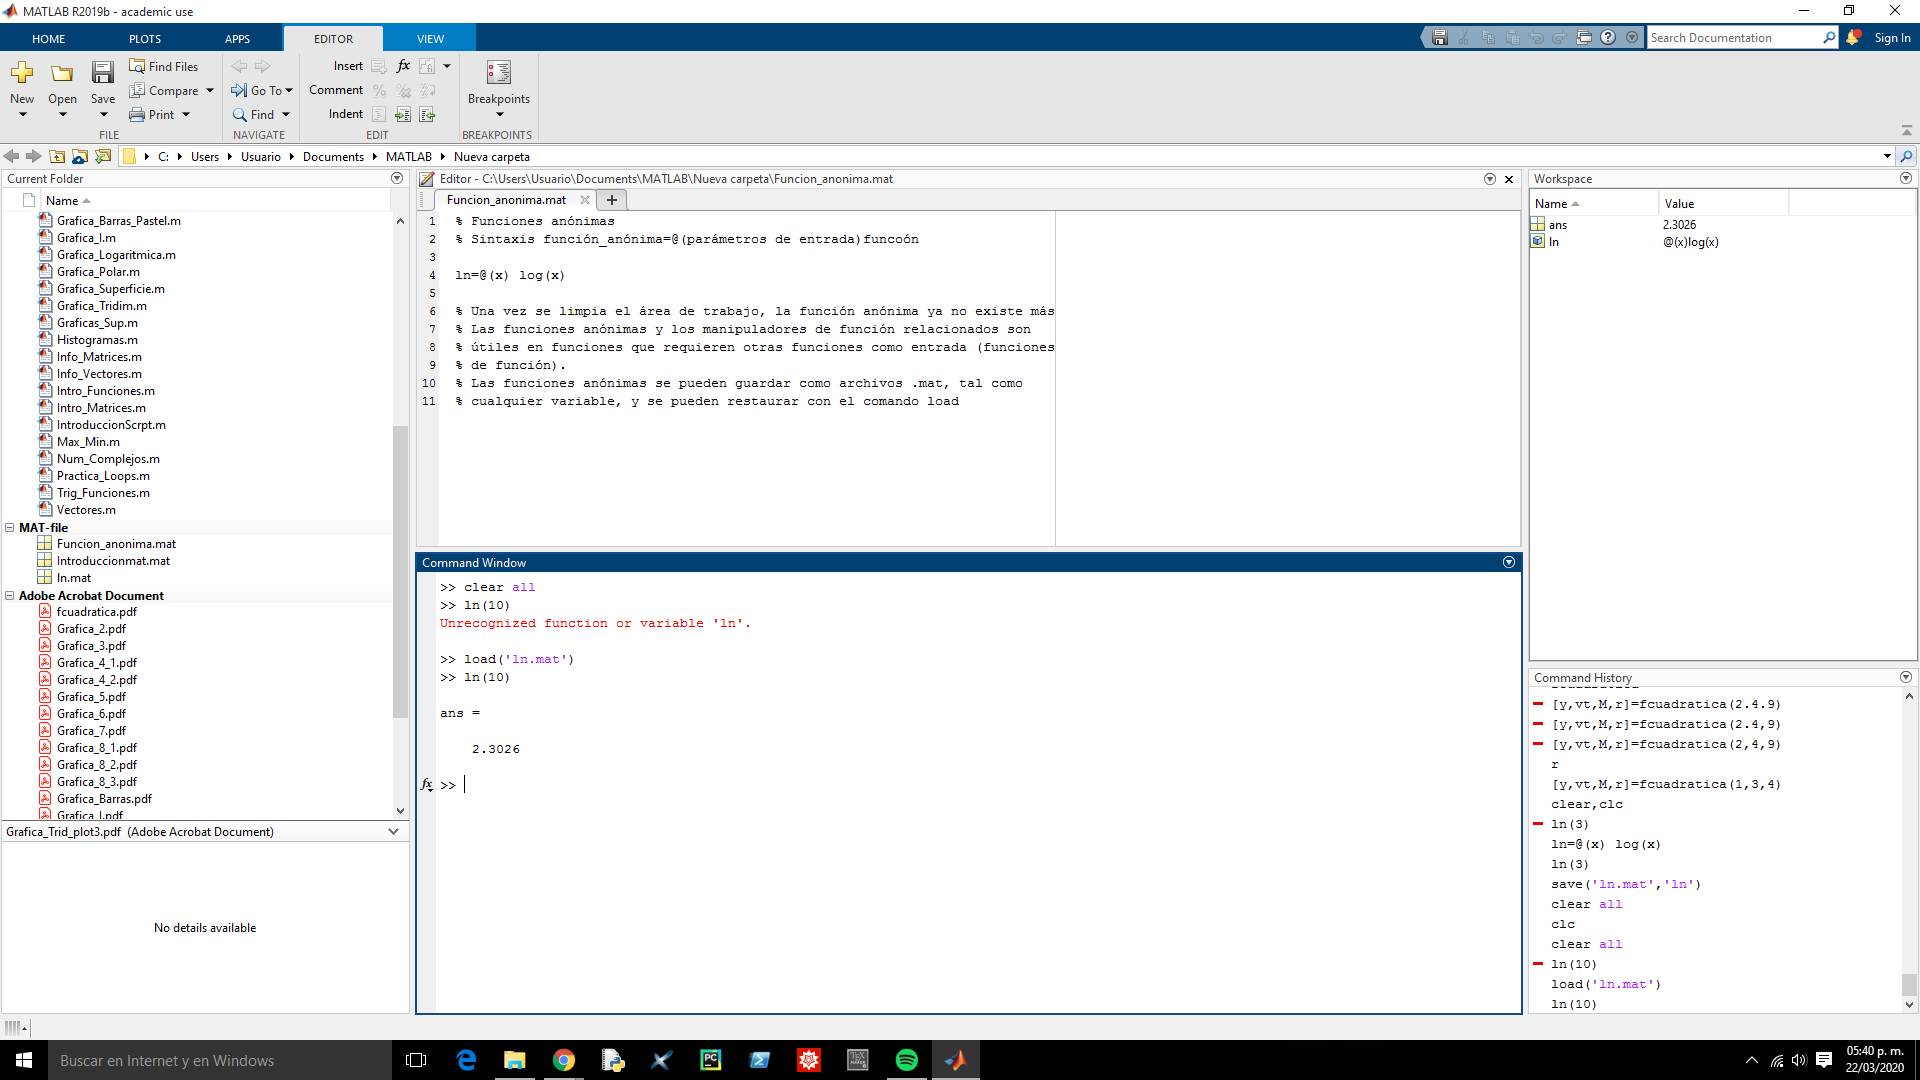 MATLAB R2019b - academic use
HOME PLOTS APPS EDITOR VIEW
Search Documentation
Sign In
New
Open
Save
Find Files
Compare
Print
FILE
Go To
Find
NAVIGATE
Insert
Comment
Indent
EDIT
Breakpoints
BREAKPOINTS
C: Users Usuario Documents MATLAB Nueva carpeta
Current Folder
Name
Grafica_Barras_Pastel.m
Grafica_I.m
Grafica_Logaritmica.m
Grafica_Polar.m
Grafica_Superficie.m
Grafica_Tridim.m
Graficas_Sup.m
Histogramas.m
Info_Matrices.m
Info_Vectores.m
Intro_Funciones.m
Intro_Matrices.m
IntroduccionScrpt.m
Max_Min.m
Num_Complejos.m
Practica_Loops.m
Trig_Funciones.m
Vectores.m
MAT-file
Funcion_anonima.mat
Introduccionmat.mat
ln.mat
Adobe Acrobat Document
fcuadratica.pdf
Grafica_2.pdf
Grafica_3.pdf
Grafica_4_1.pdf
Grafica_4_2.pdf
Grafica_5.pdf
Grafica_6.pdf
Grafica_7.pdf
Grafica_8_1.pdf
Grafica_8_2.pdf
Grafica_8_3.pdf
Grafica_Barras.pdf
Grafica_I.pdf
Grafica_Trid_plot3.pdf (Adobe Acrobat Document)
No details available
Editor - C:\Users\Usuario\Documents\MATLAB\Nueva carpeta\Funcion_anonima.mat
Funcion_anonima.mat
1 % Funciones anónimas
2 % Sintaxis función_anónima=@(parámetros de entrada)funcoón
3
4 ln=@(x) log(x)
5
6 % Una vez se limpia el área de trabajo, la función anónima ya no existe más
7 % Las funciones anónimas y los manipuladores de función relacionados son
8 % útiles en funciones que requieren otras funciones como entrada (funciones
9 % de función).
10 % Las funciones anónimas se pueden guardar como archivos .mat, tal como
11 % cualquier variable, y se pueden restaurar con el comando load
Command Window
>> clear all
>> ln(10)
Unrecognized function or variable 'ln'.
>> load('ln.mat')
>> ln(10)
ans =
2.3026
fx >>
Workspace
Name Value
ans 2.3026
ln @(x)log(x)
Command History
[y,vt,M,r]=fcuadratica(2.4.9)
[y,vt,M,r]=fcuadratica(2.4,9)
[y,vt,M,r]=fcuadratica(2,4,9)
r
[y,vt,M,r]=fcuadratica(1,3,4)
clear,clc
ln(3)
ln=@(x) log(x)
ln(3)
save('ln.mat','ln')
clear all
clc
clear all
ln(10)
load('ln.mat')
ln(10)
Buscar en Internet y en Windows
05:40 p. m.
22/03/2020